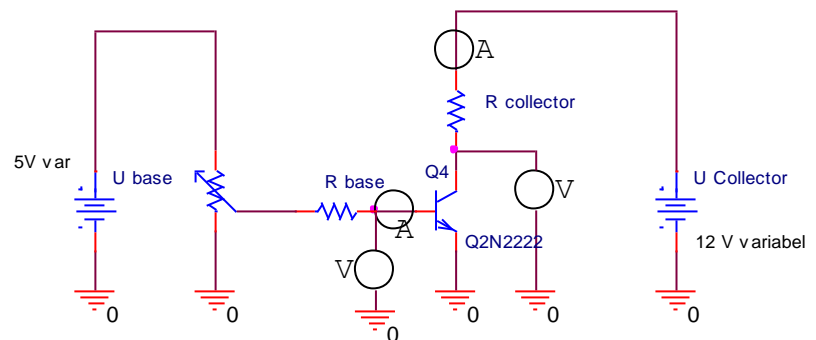 A
R collector
5V var
U base
R base
Q4
A
V
Q2N2222
V
U Collector
12 V variabel
0
0
0
0
0
0